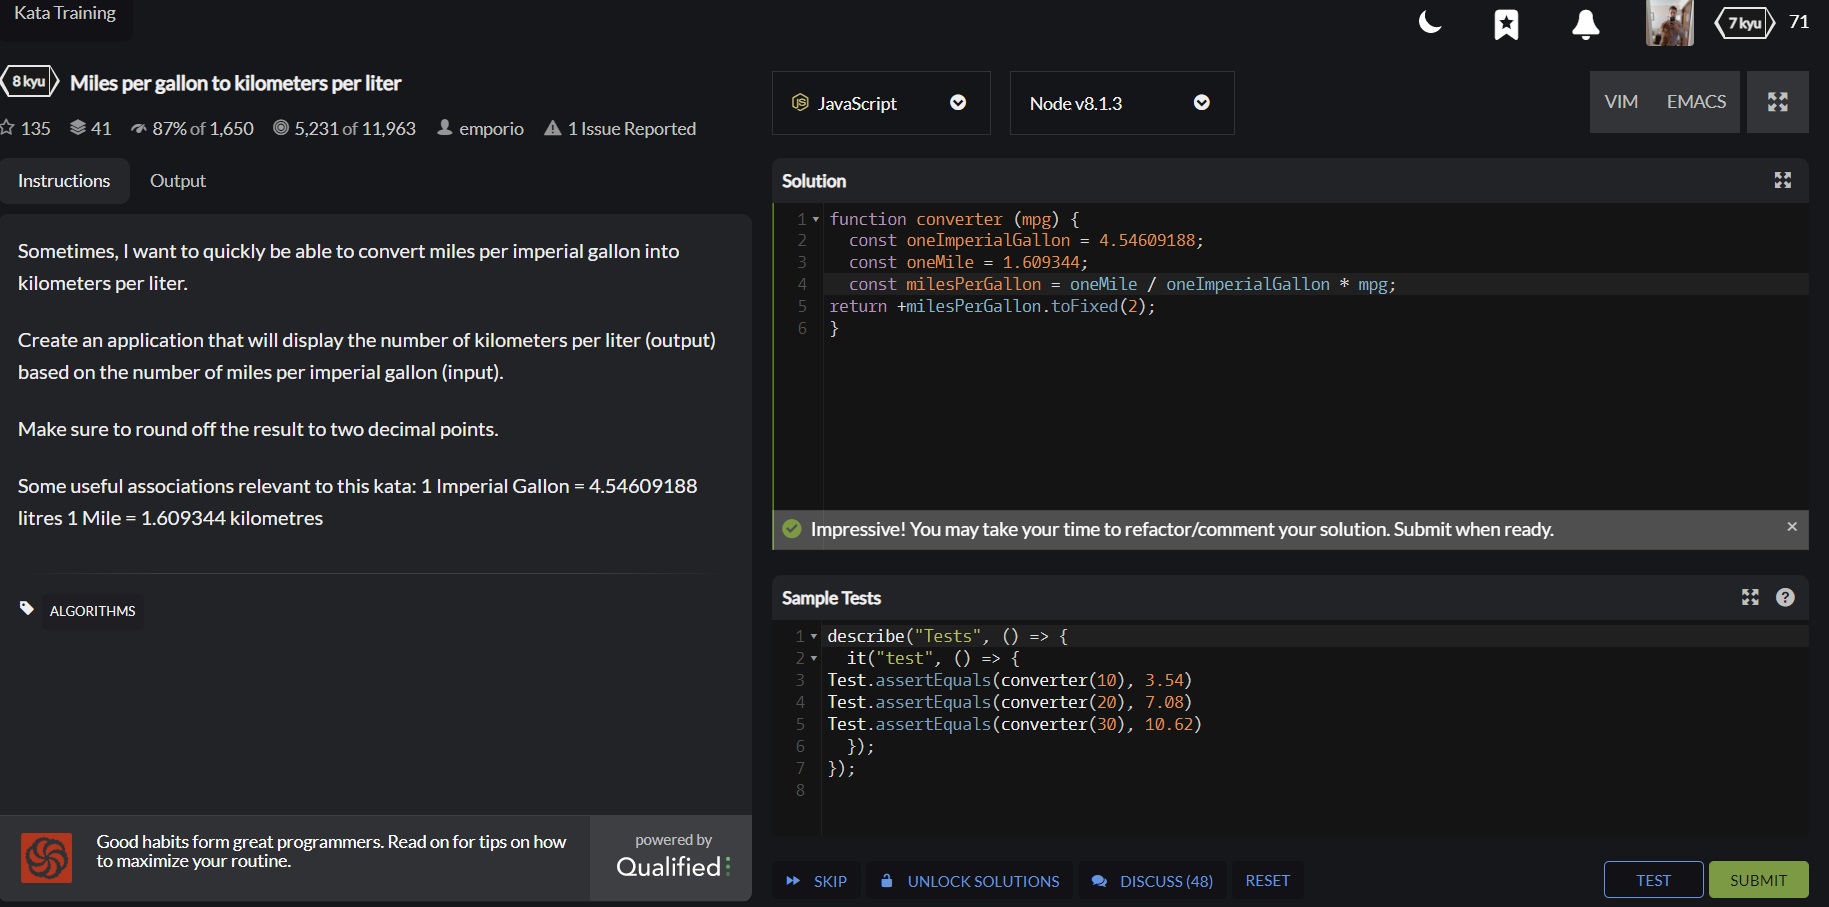 Kata Training
7 kyu 71
8 kyu Miles per gallon to kilometers per liter
135 41 87% of 1,650 5,231 of 11,963 emporio 1 Issue Reported
Instructions Output
Sometimes, I want to quickly be able to convert miles per imperial gallon into
kilometers per liter.
Create an application that will display the number of kilometers per liter (output)
based on the number of miles per imperial gallon (input).
Make sure to round off the result to two decimal points.
Some useful associations relevant to this kata: 1 Imperial Gallon = 4.54609188
litres 1 Mile = 1.609344 kilometres
ALGORITHMS
Good habits form great programmers. Read on for tips on how
to maximize your routine.
powered by
Qualified
JS JavaScript Node v8.1.3 VIM EMACS
Solution
1 function converter (mpg) {
2   const oneImperialGallon = 4.54609188;
3   const oneMile = 1.609344;
4   const milesPerGallon = oneMile / oneImperialGallon * mpg;
5 return +milesPerGallon.toFixed(2);
6 }
Impressive! You may take your time to refactor/comment your solution. Submit when ready. ×
Sample Tests ?
1 describe("Tests", () => {
2   it("test", () => {
3 Test.assertEquals(converter(10), 3.54)
4 Test.assertEquals(converter(20), 7.08)
5 Test.assertEquals(converter(30), 10.62)
6   });
7 });
8
SKIP UNLOCK SOLUTIONS DISCUSS (48) RESET TEST SUBMIT